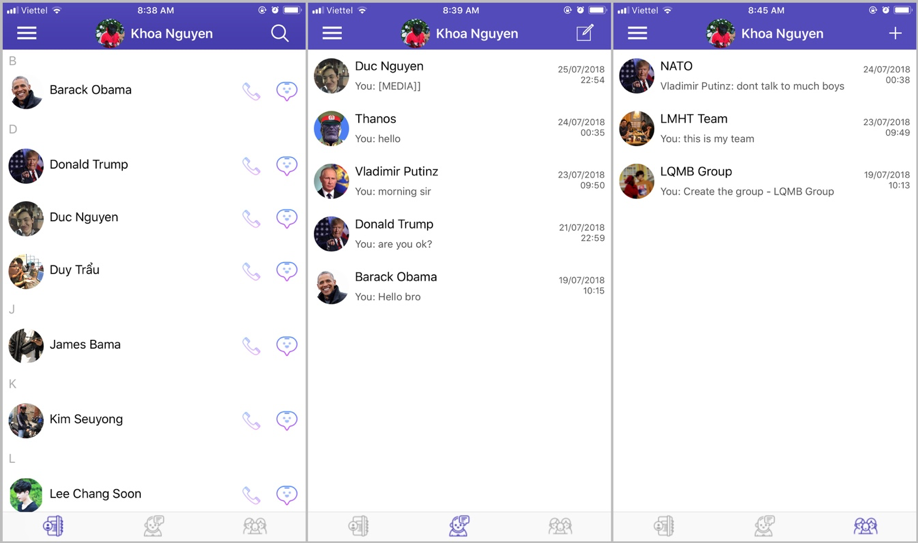 Viettel 8:38 AM
Khoa Nguyen
B
Barack Obama
D
Donald Trump
Duc Nguyen
Duy Trẩu
J
James Bama
K
Kim Seuyong
L
Lee Chang Soon
Viettel 8:39 AM
Khoa Nguyen
Duc Nguyen 25/07/2018
You: [MEDIA]] 22:54
Thanos 24/07/2018
You: hello 00:35
Vladimir Putinz 23/07/2018
You: morning sir 09:50
Donald Trump 21/07/2018
You: are you ok? 22:59
Barack Obama 19/07/2018
You: Hello bro 10:15
Viettel 8:45 AM
Khoa Nguyen
NATO 24/07/2018
Vladimir Putinz: dont talk to much boys 00:38
LMHT Team 23/07/2018
You: this is my team 09:49
LQMB Group 19/07/2018
You: Create the group - LQMB Group 10:13